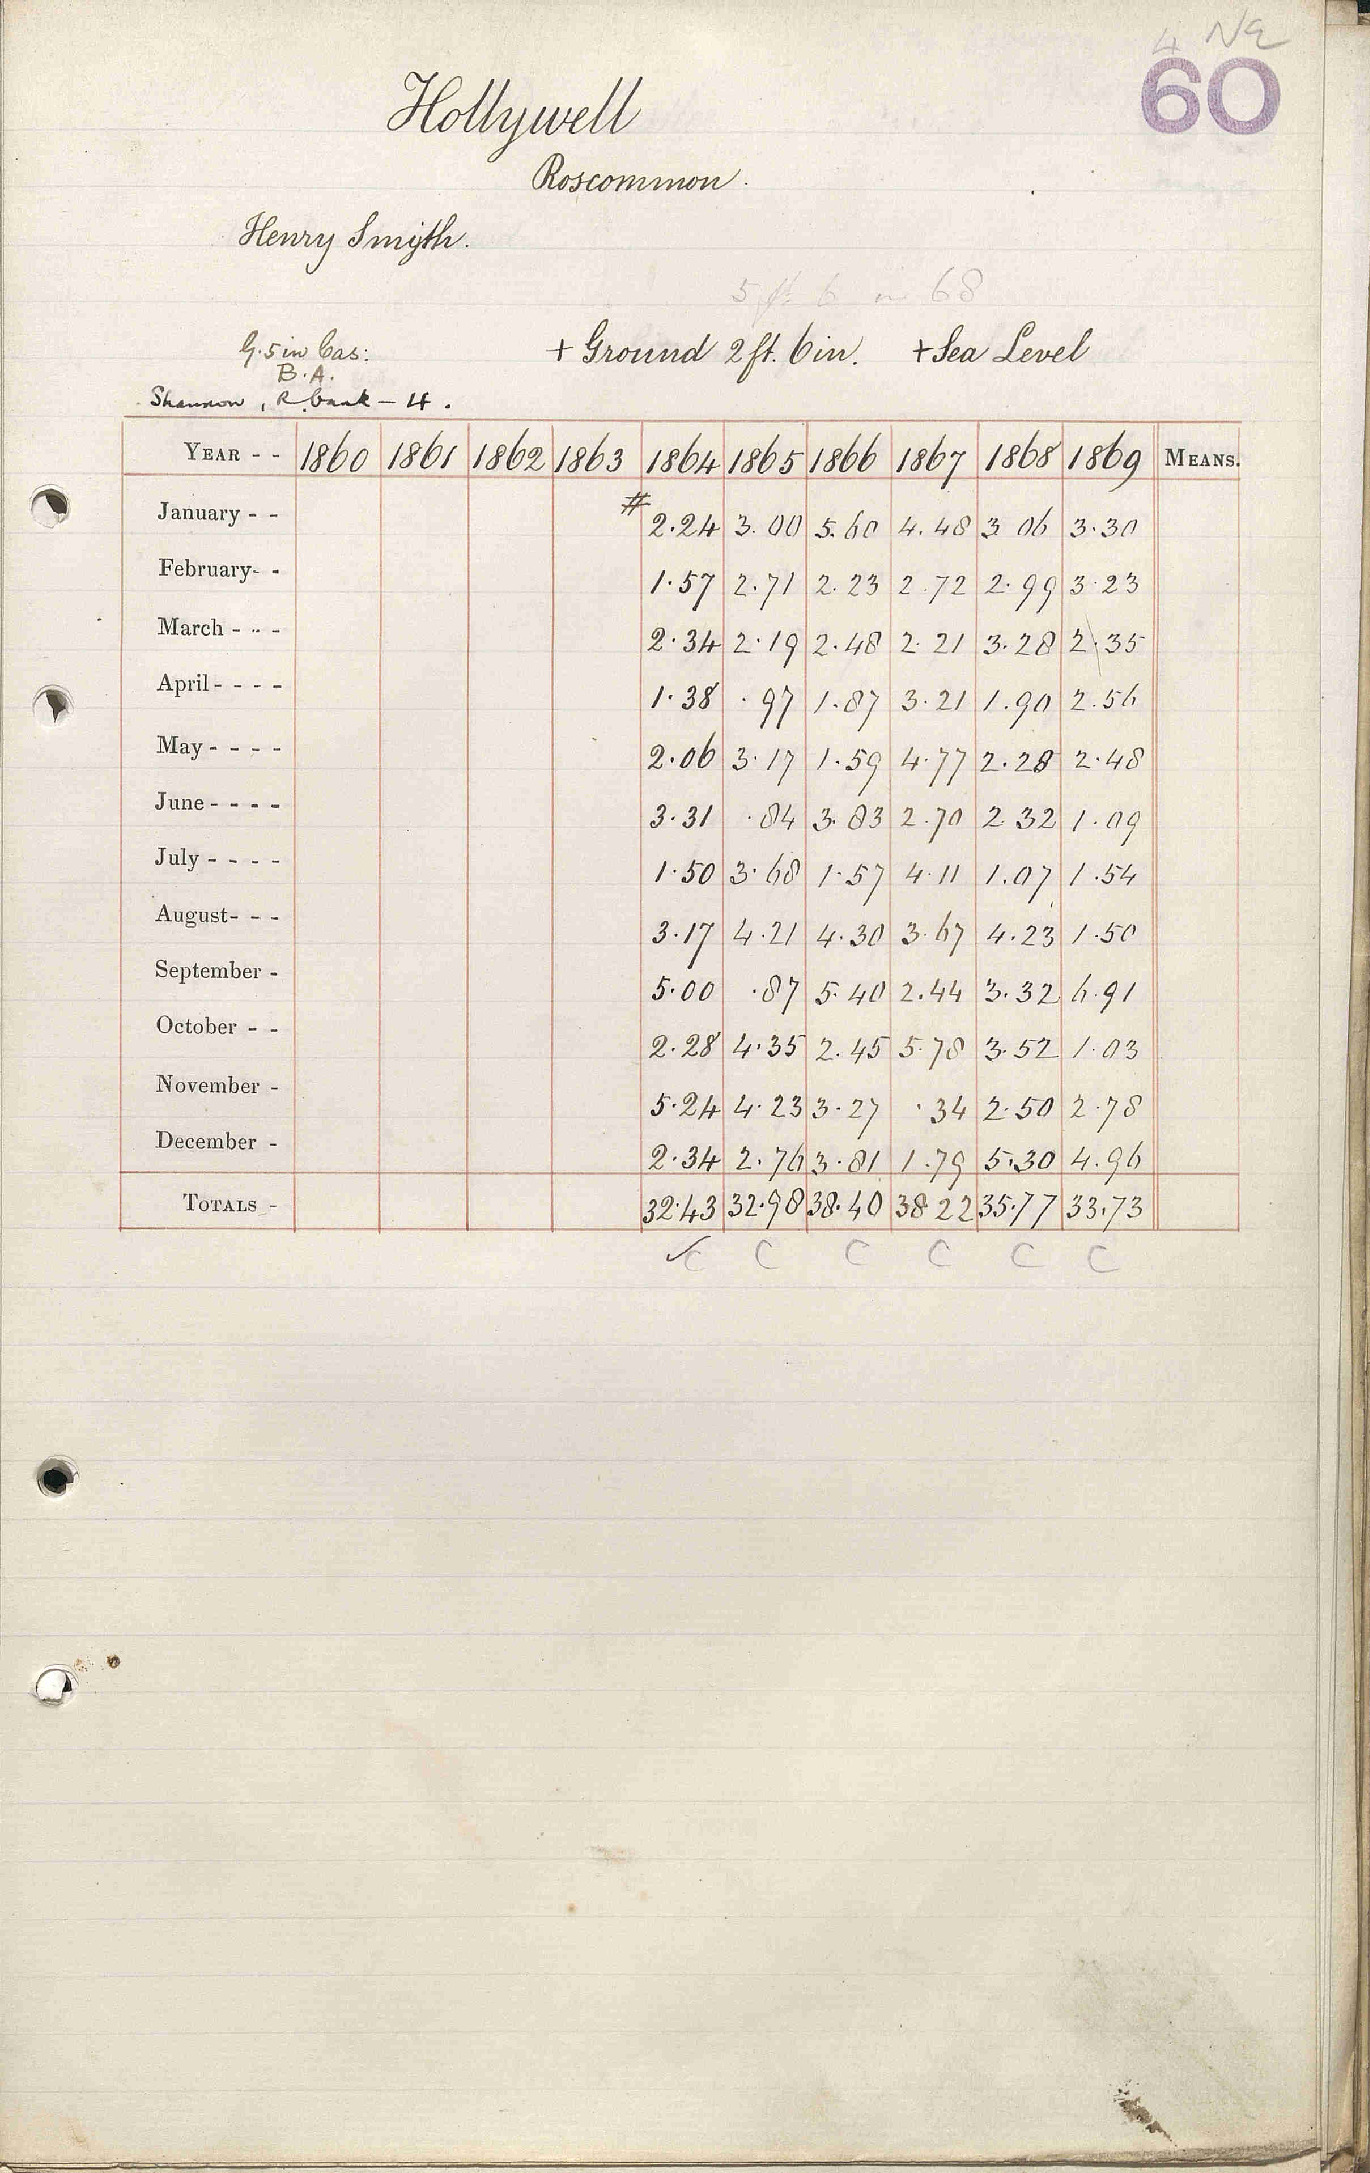 4 NE
60
Hollywell
Roscommon.
Henry Smyth.
5 ft 6 in 68
G. 5 in Cas: + Ground 2 ft. 6 in. + Sea Level
B.A.
Shannon, R. bank - 4.
YEAR - - 1860 1861 1862 1863 1864 1865 1866 1867 1868 1869 MEANS.
January - - # 2.24 3.00 5.60 4.48 3 06 3.30
February- - 1.57 2.71 2.23 2.72 2.99 3.23
March - - - 2.34 2.19 2.48 2.21 3.28 2.35
April - - - - 1.38 .97 1.87 3.21 1.90 2.56
May - - - - 2.06 3.17 1.59 4.77 2.28 2.48
June - - - - 3.31 .84 3.83 2.70 2.32 1.09
July - - - - 1.50 3.68 1.57 4.11 1.07 1.54
August- - - 3.17 4.21 4.30 3.67 4.23 1.50
September - 5.00 .87 5.40 2.44 3.32 6.91
October - - 2.28 4.35 2.45 5.78 3.52 1.03
November - 5.24 4.23 3.27 .34 2.50 2.78
December - 2.34 2.76 3.81 1.79 5.30 4.96
TOTALS - 32.43 32.98 38.40 38.22 35.77 33.73
✓C C C C C C